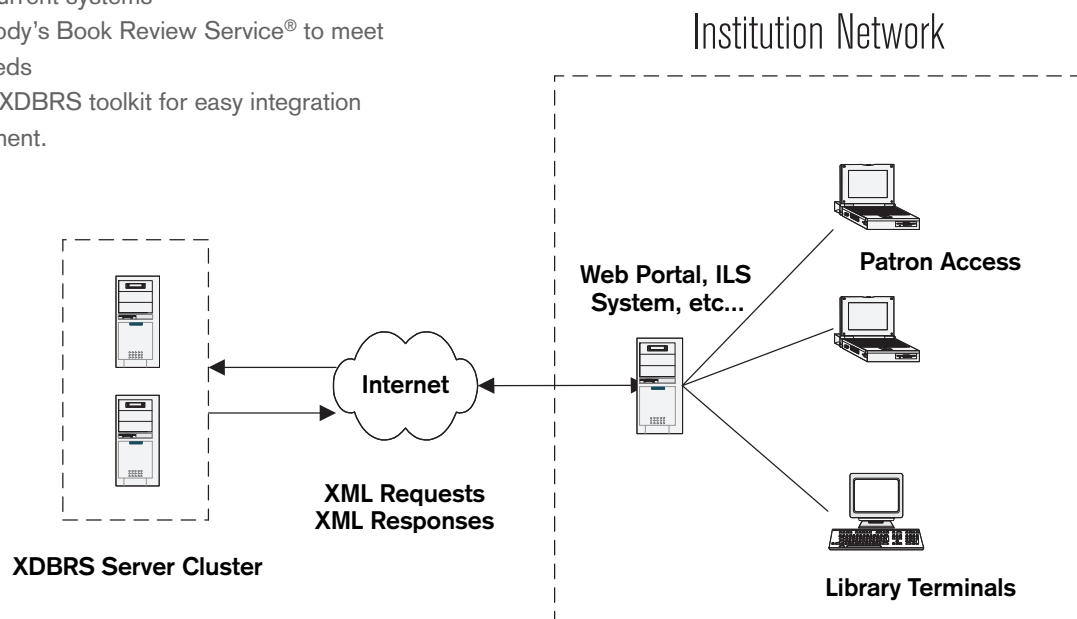 urrent systems
ody's Book Review Service® to meet
eds
XDBRS toolkit for easy integration
nent.
Institution Network
Web Portal, ILS
System, etc...
Patron Access
Internet
XML Requests
XML Responses
XDBRS Server Cluster
Library Terminals